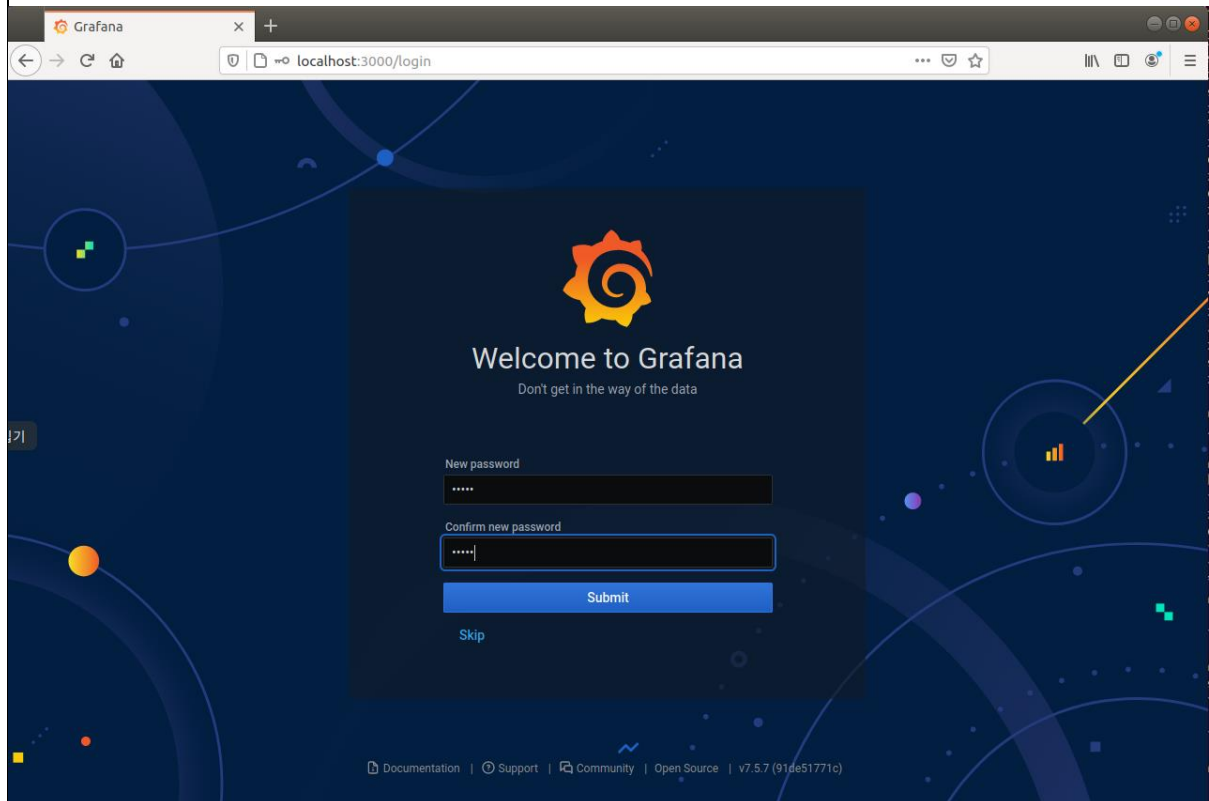 Grafana
localhost:3000/login
Welcome to Grafana
Don't get in the way of the data
New password
•••••
Confirm new password
•••••
Submit
Skip
Documentation | Support | Community | Open Source | v7.5.7 (91de51771c)